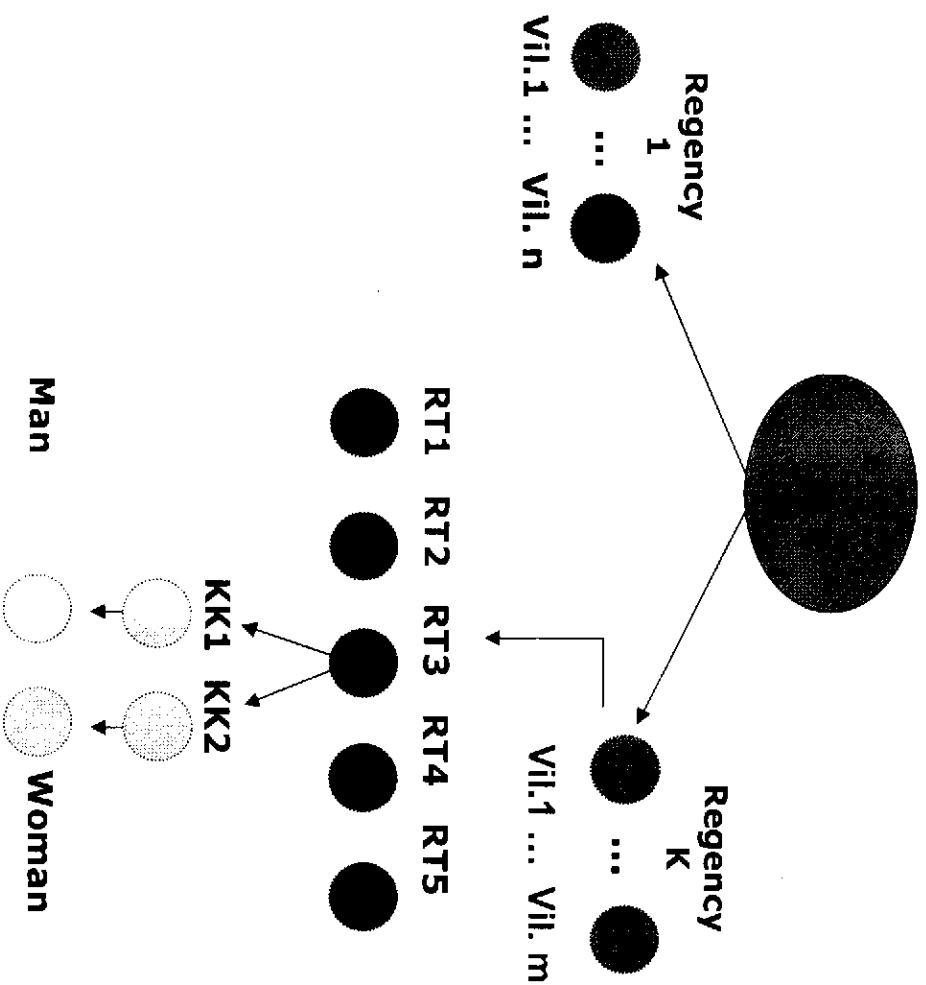 Regency
1
Regency
K
... ...
Vil.1 ... Vil. n
Vil.1 ... Vil. m
RT1 RT2 RT3 RT4 RT5
KK1 KK2
Man Woman